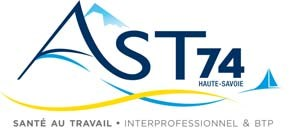 AST74
HAUTE-SAVOIE
SANTÉ AU TRAVAIL • INTERPROFESSIONNEL & BTP